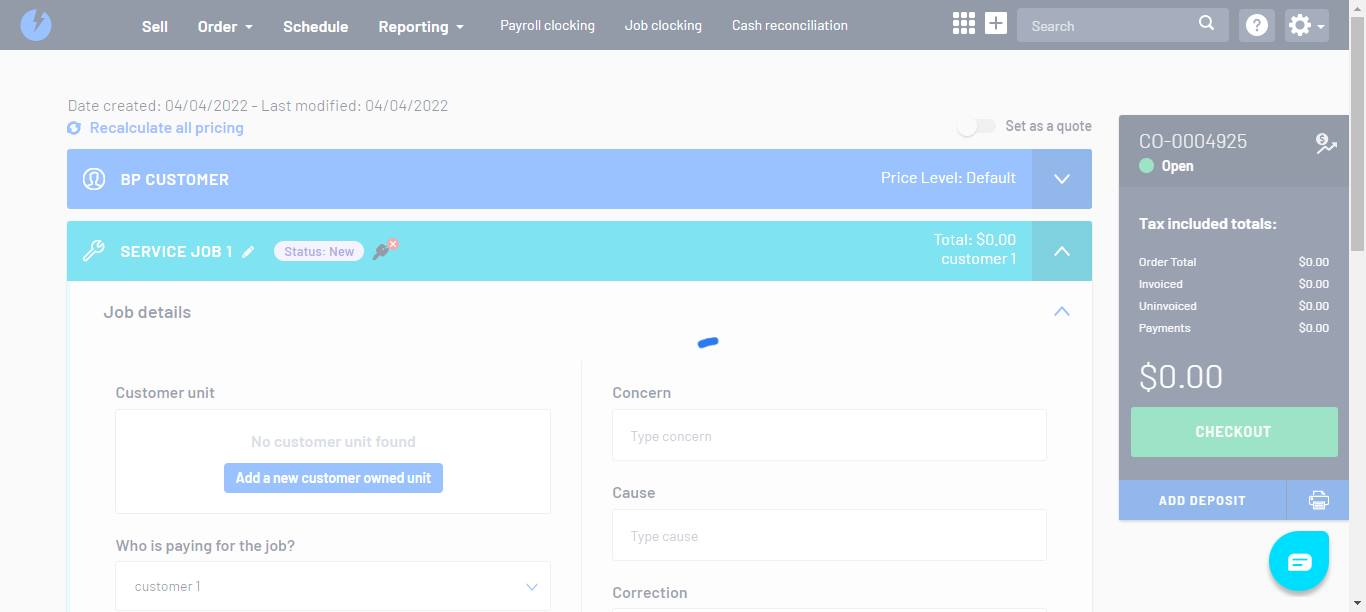 Sell Order Schedule Reporting Payroll clocking Job clocking Cash reconciliation Search
Date created: 04/04/2022 - Last modified: 04/04/2022
Recalculate all pricing
Set as a quote
BP CUSTOMER
Price Level: Default
SERVICE JOB 1
Status: New
Total: $0.00
customer 1
Job details
Customer unit
No customer unit found
Add a new customer owned unit
Who is paying for the job?
customer 1
Concern
Type concern
Cause
Type cause
Correction
CO-0004925
Open
Tax included totals:
Order Total $0.00
Invoiced $0.00
Uninvoiced $0.00
Payments $0.00
$0.00
CHECKOUT
ADD DEPOSIT